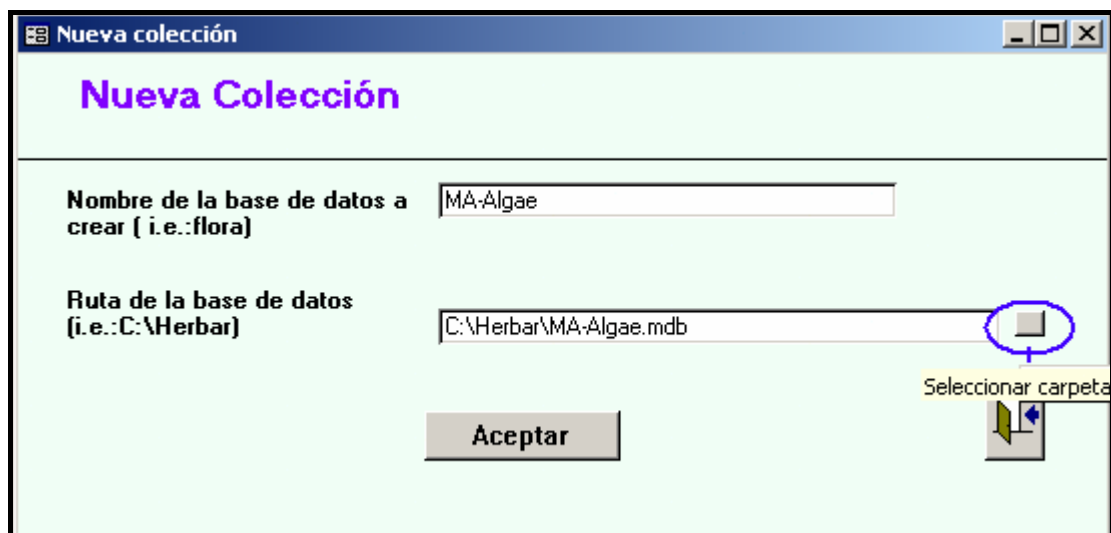 Nueva colección
Nueva Colección
Nombre de la base de datos a
crear ( i.e.:flora)
MA-Algae
Ruta de la base de datos
(i.e.:C:\Herbar)
C:\Herbar\MA-Algae.mdb
Seleccionar carpeta
Aceptar